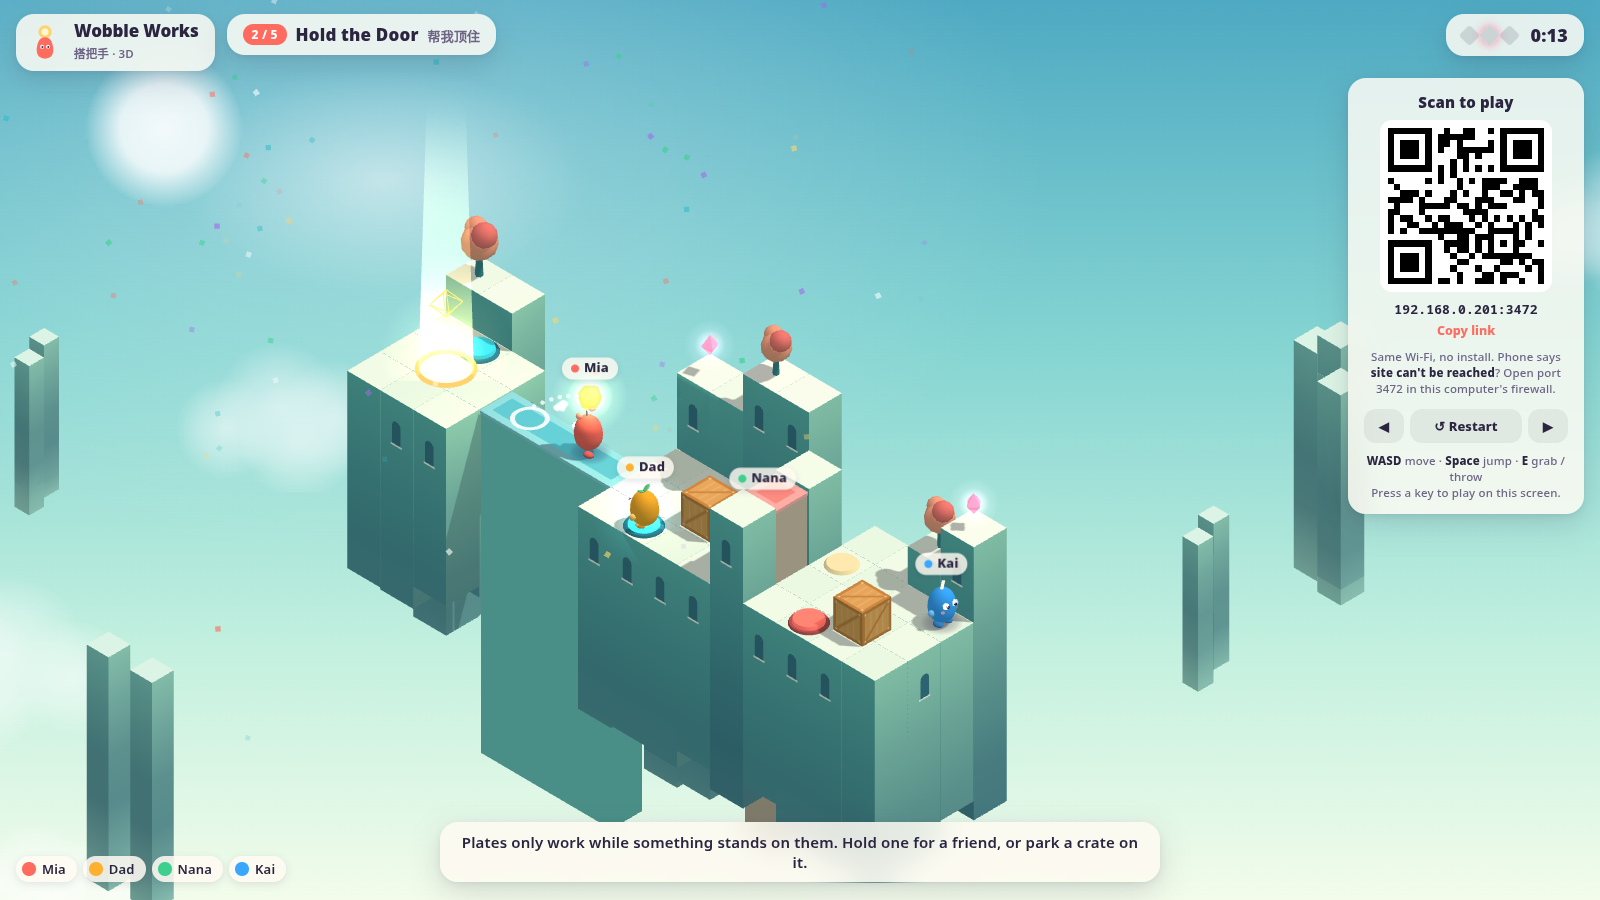 Wobble Works
搭把手 · 3D
2 / 5 Hold the Door 帮我顶住
0:13
Scan to play
192.168.0.201:3472
Copy link
Same Wi-Fi, no install. Phone says
site can't be reached? Open port
3472 in this computer's firewall.
◀ ↺ Restart ▶
WASD move · Space jump · E grab /
throw
Press a key to play on this screen.
Mia
Dad
Nana
Kai
Plates only work while something stands on them. Hold one for a friend, or park a crate on
it.
Mia Dad Nana Kai